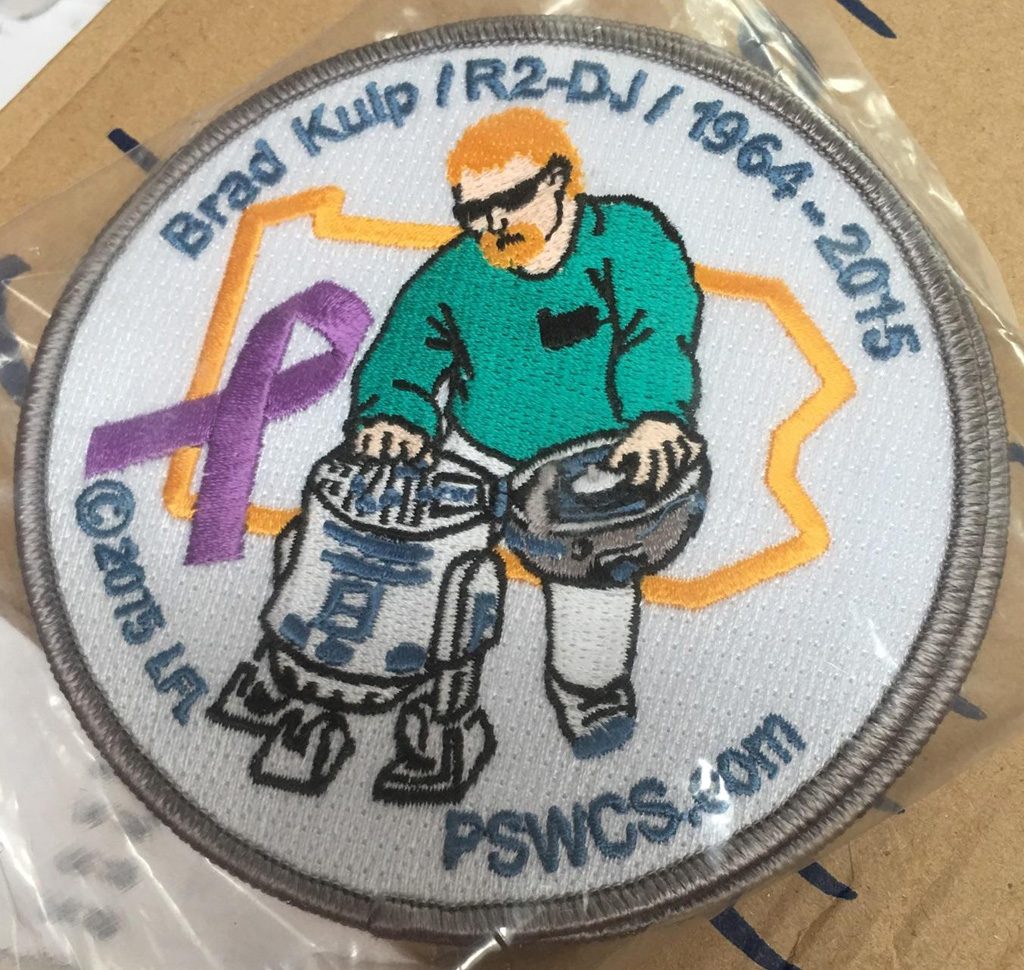 Brad Kulp / R2-DJ / 1964 - 2015
©2015 LFL
PSWCS.com